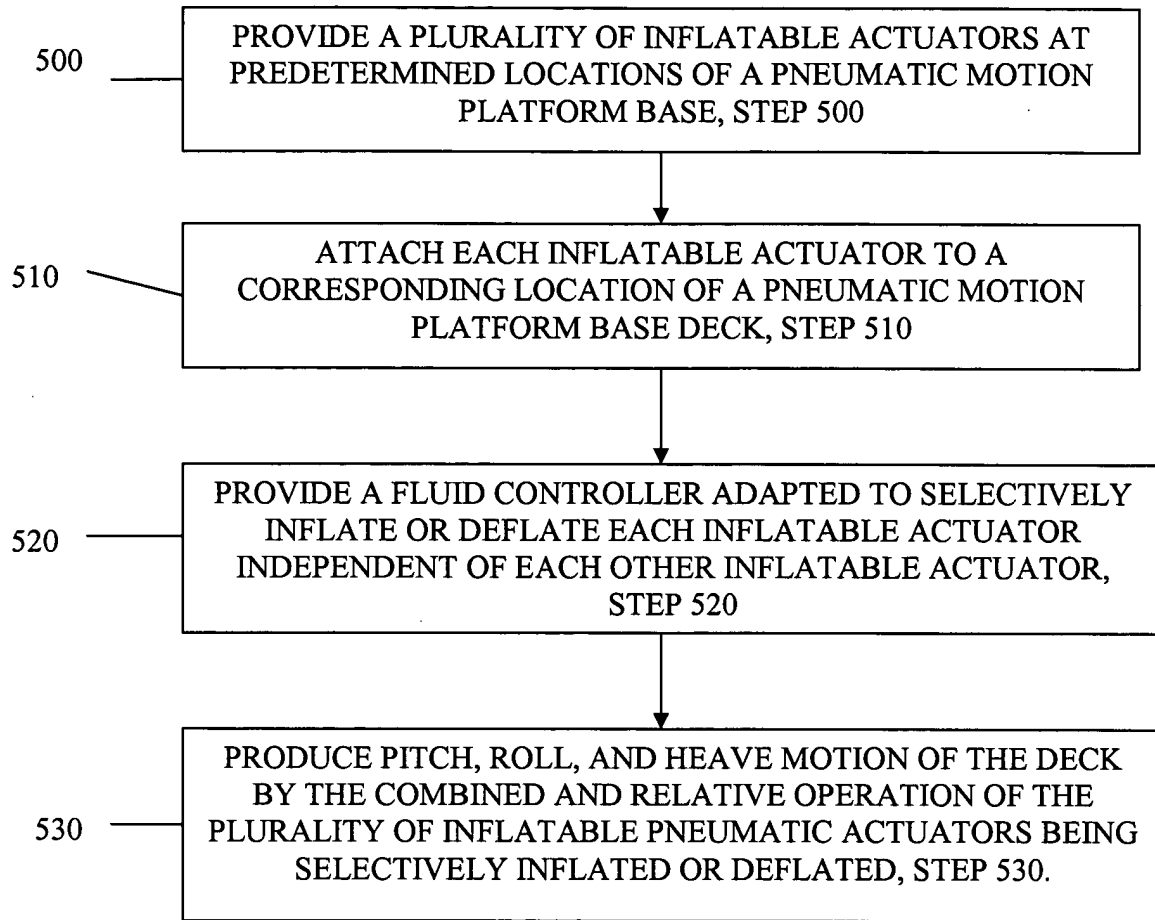 500
PROVIDE A PLURALITY OF INFLATABLE ACTUATORS AT
PREDETERMINED LOCATIONS OF A PNEUMATIC MOTION
PLATFORM BASE, STEP 500
510
ATTACH EACH INFLATABLE ACTUATOR TO A
CORRESPONDING LOCATION OF A PNEUMATIC MOTION
PLATFORM BASE DECK, STEP 510
520
PROVIDE A FLUID CONTROLLER ADAPTED TO SELECTIVELY
INFLATE OR DEFLATE EACH INFLATABLE ACTUATOR
INDEPENDENT OF EACH OTHER INFLATABLE ACTUATOR,
STEP 520
530
PRODUCE PITCH, ROLL, AND HEAVE MOTION OF THE DECK
BY THE COMBINED AND RELATIVE OPERATION OF THE
PLURALITY OF INFLATABLE PNEUMATIC ACTUATORS BEING
SELECTIVELY INFLATED OR DEFLATED, STEP 530.